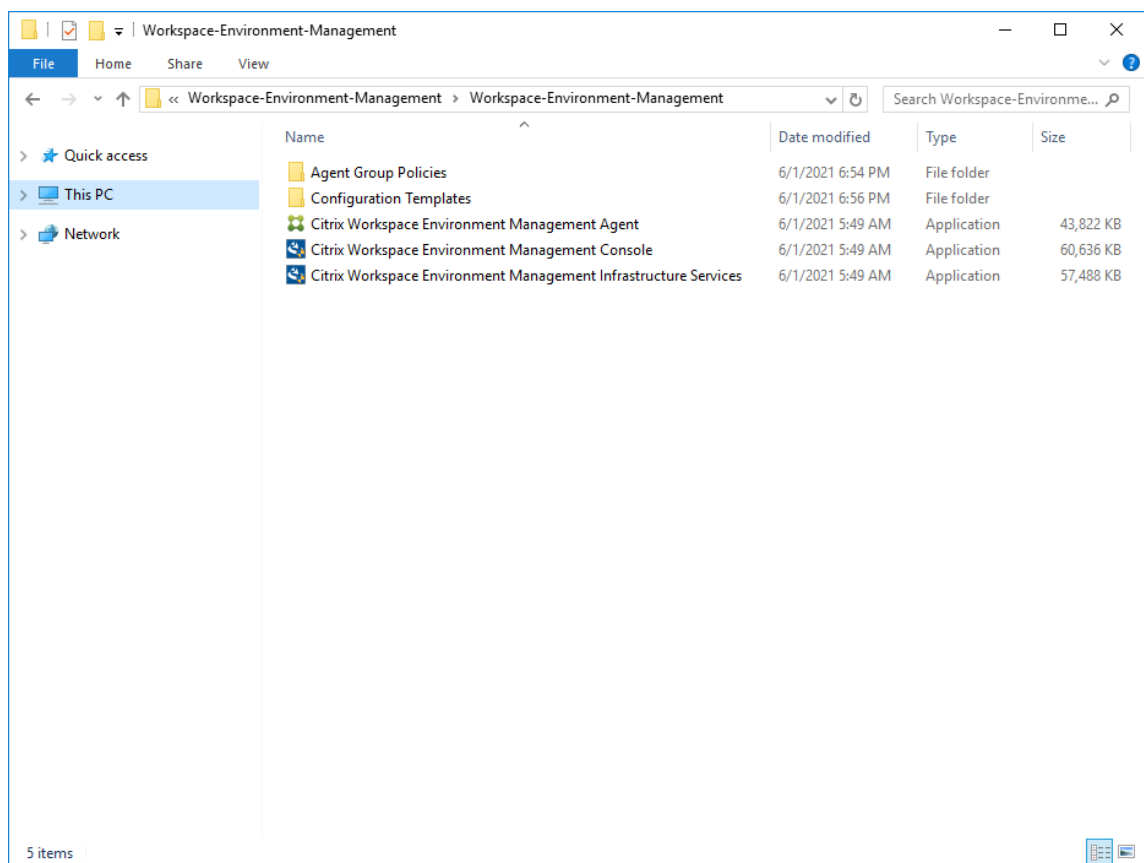 Workspace-Environment-Management
File Home Share View
« Workspace-Environment-Management > Workspace-Environment-Management Search Workspace-Environme...
Name Date modified Type Size
Quick access
This PC
Network
Agent Group Policies 6/1/2021 6:54 PM File folder
Configuration Templates 6/1/2021 6:56 PM File folder
Citrix Workspace Environment Management Agent 6/1/2021 5:49 AM Application 43,822 KB
Citrix Workspace Environment Management Console 6/1/2021 5:49 AM Application 60,636 KB
Citrix Workspace Environment Management Infrastructure Services 6/1/2021 5:49 AM Application 57,488 KB
5 items